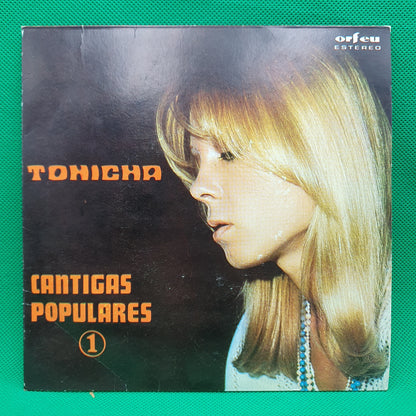 orfeu
ESTEREO
TONICHA
CANTIGAS
POPULARES
1